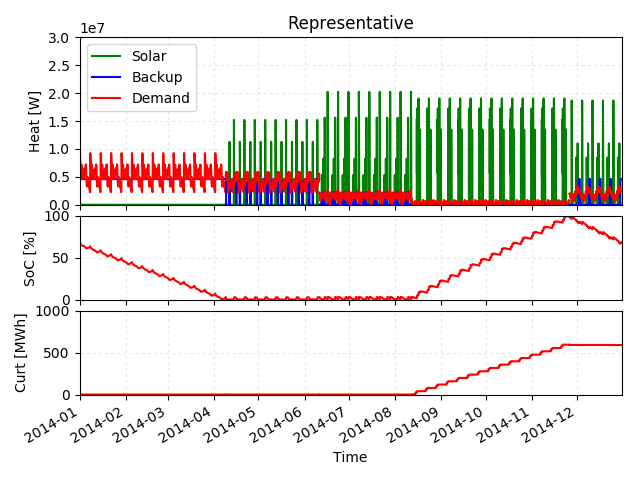 Representative
1e7
3.0
2.5
2.0
1.5
1.0
0.5
0.0
Heat [W]
Solar
Backup
Demand
100
50
0
SoC [%]
1000
500
0
Curt [MWh]
2014-01
2014-02
2014-03
2014-04
2014-05
2014-06
2014-07
2014-08
2014-09
2014-10
2014-11
2014-12
Time